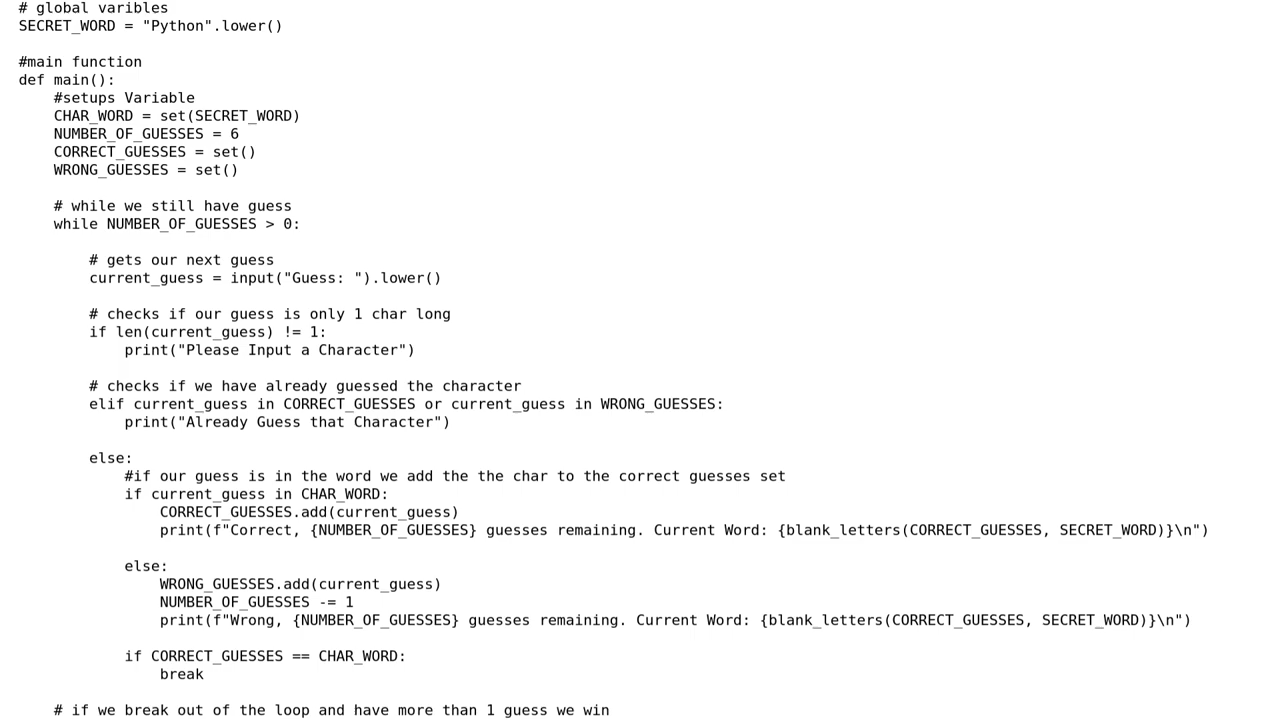 # global varibles
SECRET_WORD = "Python".lower()
#main function
def main():
    #setups Variable
    CHAR_WORD = set(SECRET_WORD)
    NUMBER_OF_GUESSES = 6
    CORRECT_GUESSES = set()
    WRONG_GUESSES = set()
    # while we still have guess
    while NUMBER_OF_GUESSES > 0:
        # gets our next guess
        current_guess = input("Guess: ").lower()
        # checks if our guess is only 1 char long
        if len(current_guess) != 1:
            print("Please Input a Character")
        # checks if we have already guessed the character
        elif current_guess in CORRECT_GUESSES or current_guess in WRONG_GUESSES:
            print("Already Guess that Character")
        else:
            #if our guess is in the word we add the the char to the correct guesses set
            if current_guess in CHAR_WORD:
                CORRECT_GUESSES.add(current_guess)
                print(f"Correct, {NUMBER_OF_GUESSES} guesses remaining. Current Word: {blank_letters(CORRECT_GUESSES, SECRET_WORD)}\n")
            else:
                WRONG_GUESSES.add(current_guess)
                NUMBER_OF_GUESSES -= 1
                print(f"Wrong, {NUMBER_OF_GUESSES} guesses remaining. Current Word: {blank_letters(CORRECT_GUESSES, SECRET_WORD)}\n")
            if CORRECT_GUESSES == CHAR_WORD:
                break
    # if we break out of the loop and have more than 1 guess we win